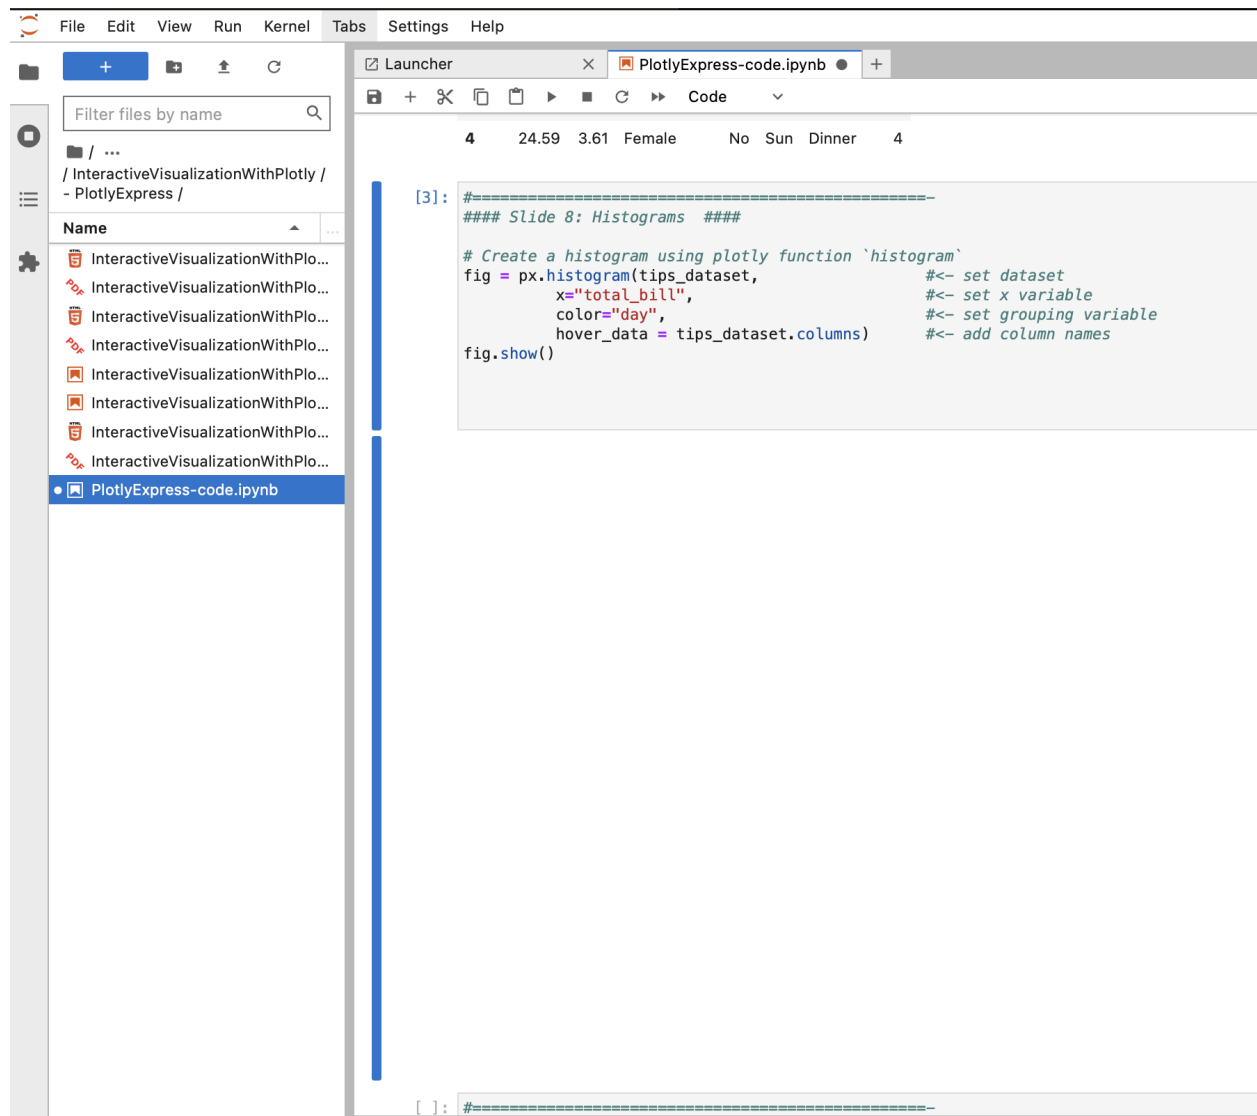 File Edit View Run Kernel Tabs Settings Help
+
Filter files by name
/ ...
/ InteractiveVisualizationWithPlotly /
- PlotlyExpress /
Name
...
InteractiveVisualizationWithPlo...
InteractiveVisualizationWithPlo...
InteractiveVisualizationWithPlo...
InteractiveVisualizationWithPlo...
InteractiveVisualizationWithPlo...
InteractiveVisualizationWithPlo...
InteractiveVisualizationWithPlo...
InteractiveVisualizationWithPlo...
PlotlyExpress-code.ipynb
Launcher
PlotlyExpress-code.ipynb
Code
4 24.59 3.61 Female No Sun Dinner 4
[3]: #=================================================-
#### Slide 8: Histograms ####
# Create a histogram using plotly function `histogram`
fig = px.histogram(tips_dataset, #<- set dataset
x="total_bill", #<- set x variable
color="day", #<- set grouping variable
hover_data = tips_dataset.columns) #<- add column names
fig.show()
[ ]: #=================================================-